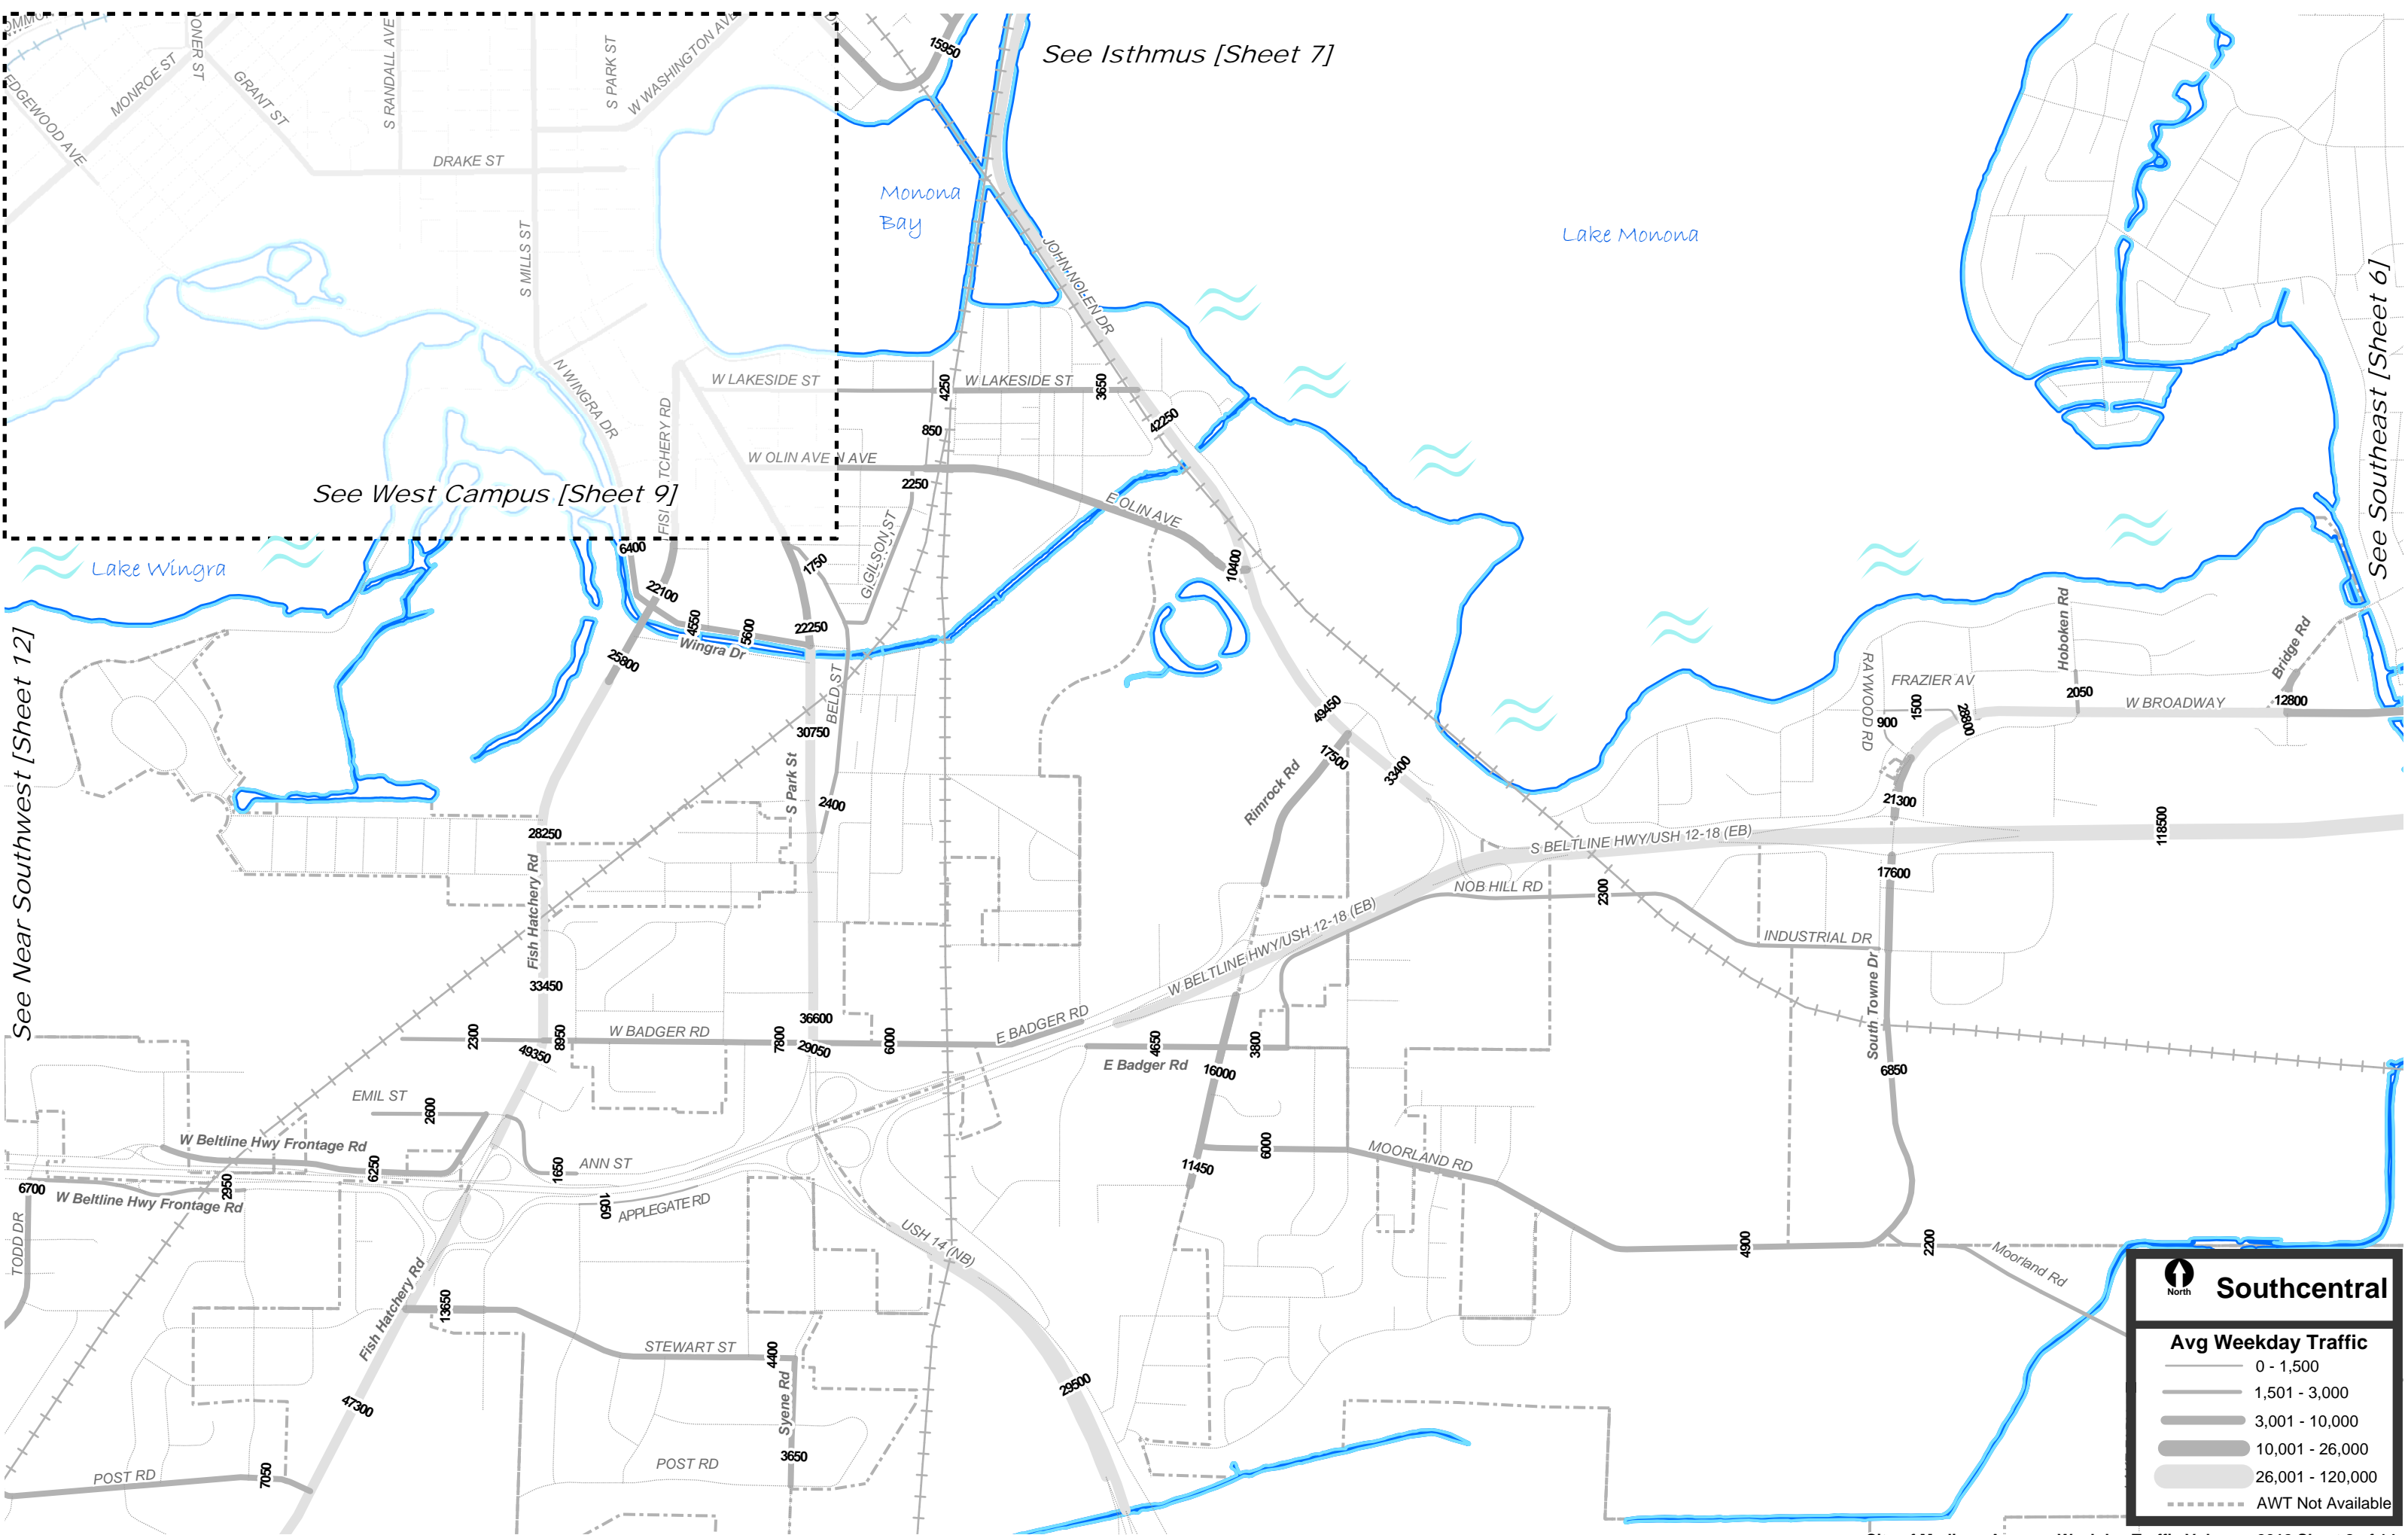 See Isthmus [Sheet 7]
15950
MONROE ST
GRANT ST
S RANDALL AVE
S PARK ST
W WASHINGTON AVE
EDGEWOOD AVE
DRAKE ST
S MILLS ST
Monona
Bay
Lake Monona
JOHN NOLEN DR
See Southeast [Sheet 6]
N WINGRA DR
W LAKESIDE ST
4250
W LAKESIDE ST
3650
42250
850
W OLIN AVE
2250
E OLIN AVE
See West Campus [Sheet 9]
GILSON ST
10400
6400
1750
Lake Wingra
22100
4550
5600
22250
Wingra Dr
25800
See Near Southwest [Sheet 12]
BELD ST
30750
S Park St
2400
49450
17500
33400
Rimrock Rd
RAYWOOD RD
FRAZIER AV
900
1500
28800
Hoboken Rd
2050
W BROADWAY
Bridge Rd
12800
21300
118500
S BELTLINE HWY/USH 12-18 (EB)
17600
28250
Fish Hatchery Rd
33450
NOB HILL RD
2300
W BELTLINE HWY/USH 12-18 (EB)
INDUSTRIAL DR
South Towne Dr
6850
2300
8950
49350
W BADGER RD
7800
36600
29050
6000
E BADGER RD
4650
3800
E Badger Rd
16000
EMIL ST
2600
W Beltline Hwy Frontage Rd
6250
1650
ANN ST
6000
MOORLAND RD
11450
6700
2950
W Beltline Hwy Frontage Rd
1050
APPLEGATE RD
TODD DR
USH 14 (NB)
4900
2200
Moorland Rd
Fish Hatchery Rd
13650
STEWART ST
4400
Syene Rd
29500
47300
3650
POST RD
7050
POST RD
North
Southcentral
Avg Weekday Traffic
0 - 1,500
1,501 - 3,000
3,001 - 10,000
10,001 - 26,000
26,001 - 120,000
AWT Not Available